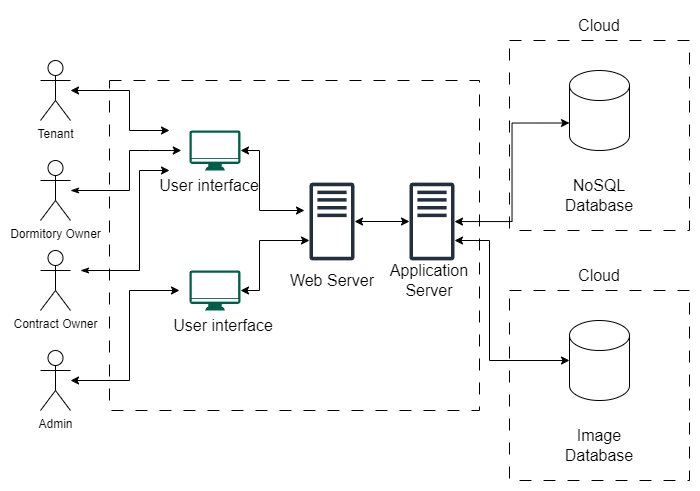 Cloud
Tenant
User interface
NoSQL
Database
Dormitory Owner
Web Server
Application
Server
Cloud
Contract Owner
User interface
Admin
Image
Database